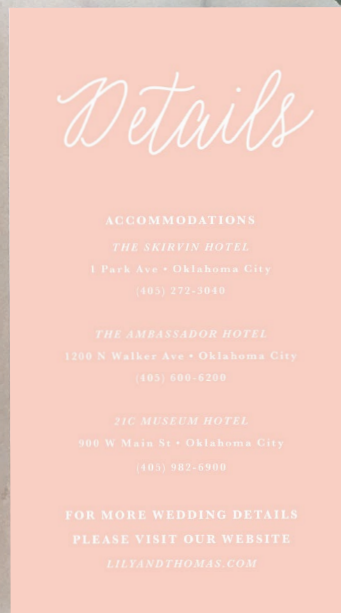 Details
ACCOMMODATIONS
THE SKIRVIN HOTEL
1 Park Ave • Oklahoma City
(405) 272-3040
THE AMBASSADOR HOTEL
1200 N Walker Ave • Oklahoma City
(405) 600-6200
21C MUSEUM HOTEL
900 W Main St • Oklahoma City
(405) 982-6900
FOR MORE WEDDING DETAILS
PLEASE VISIT OUR WEBSITE
LILYANDTHOMAS.COM